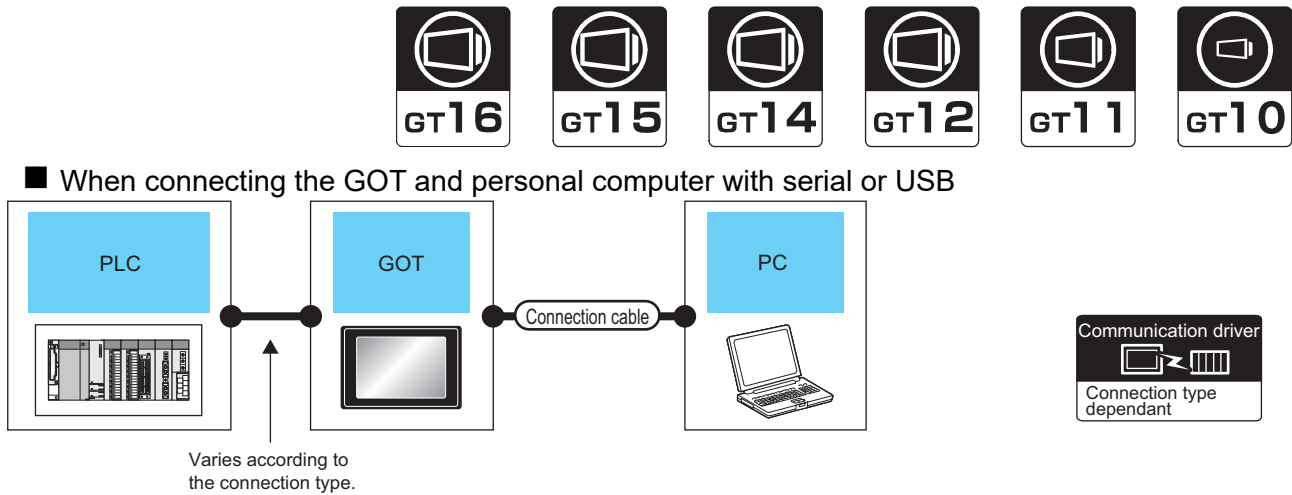 GT16 GT15 GT14 GT12 GT11 GT10
■ When connecting the GOT and personal computer with serial or USB
PLC
GOT
PC
Connection cable
Communication driver
Connection type
dependant
Varies according to
the connection type.